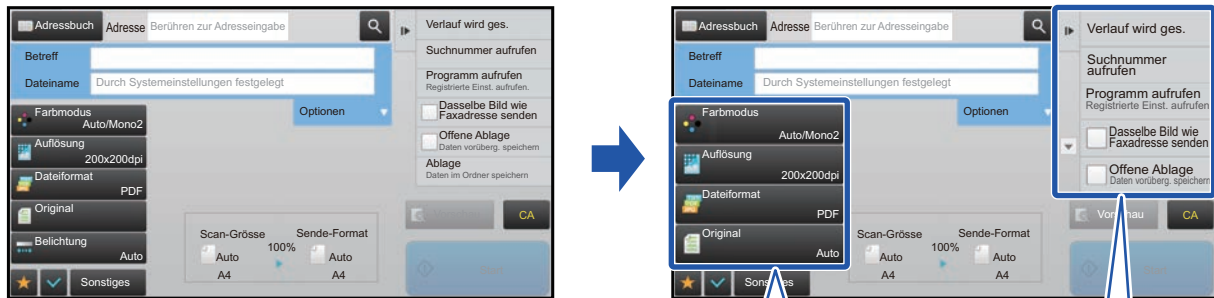 Adressbuch Adresse Berühren zur Adresseingabe
Betreff
Dateiname Durch Systemeinstellungen festgelegt
Optionen
Farbmodus
Auto/Mono2
Auflösung
200x200dpi
Dateiformat
PDF
Original
Belichtung
Auto
Sonstiges
Scan-Grösse
Auto
A4
100%
Sende-Format
Auto
A4
Verlauf wird ges.
Suchnummer aufrufen
Programm aufrufen
Registrierte Einst. aufrufen.
Dasselbe Bild wie
Faxadresse senden
Offene Ablage
Daten vorüberg. speichern
Ablage
Daten im Ordner speichern
CA
Adressbuch Adresse Berühren zur Adresseingabe
Betreff
Dateiname Durch Systemeinstellungen festgelegt
Optionen
Farbmodus
Auto/Mono2
Auflösung
200x200dpi
Dateiformat
PDF
Original
Auto
Scan-Grösse
Auto
A4
100%
Sende-Format
Auto
A4
Verlauf wird ges.
Suchnummer
aufrufen
Programm aufrufen
Registrierte Einst. aufrufen
Dasselbe Bild wie
Faxadresse senden
Offene Ablage
Daten vorüberg. speichern
CA